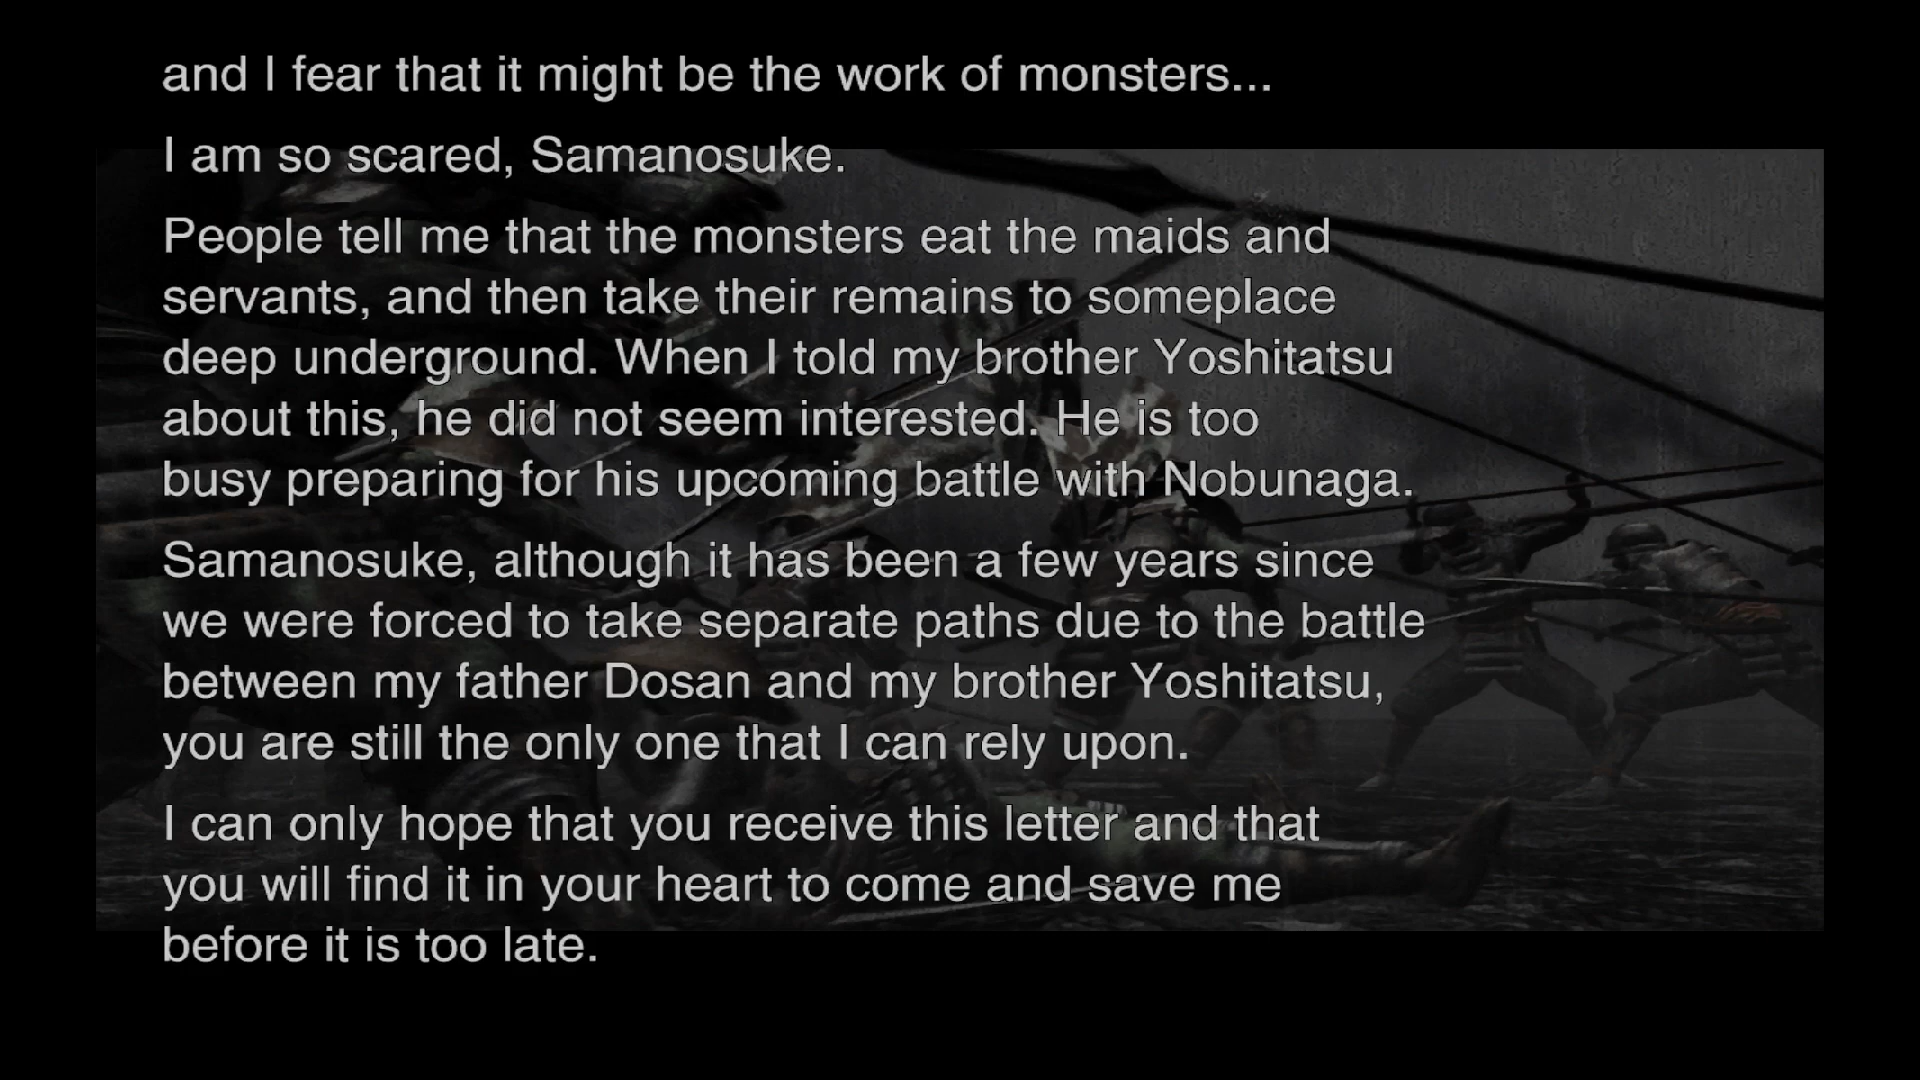 and I fear that it might be the work of monsters...
I am so scared, Samanosuke.
People tell me that the monsters eat the maids and
servants, and then take their remains to someplace
deep underground. When I told my brother Yoshitatsu
about this, he did not seem interested. He is too
busy preparing for his upcoming battle with Nobunaga.
Samanosuke, although it has been a few years since
we were forced to take separate paths due to the battle
between my father Dosan and my brother Yoshitatsu,
you are still the only one that I can rely upon.
I can only hope that you receive this letter and that
you will find it in your heart to come and save me
before it is too late.